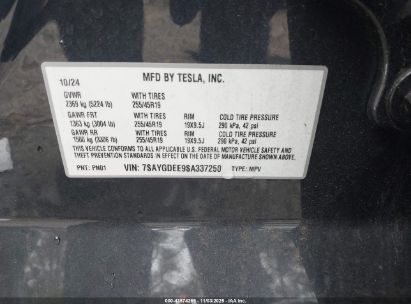 10/24 MFD BY TESLA, INC.
GVWR WITH TIRES
2369 kg (5224 lb) 255/45R19
GAWR FRT WITH TIRES RIM COLD TIRE PRESSURE
1363 kg (3004 lb) 255/45R19 19X9.5J 290 kPa, 42 psi
GAWR RR WITH TIRES RIM COLD TIRE PRESSURE
255/45R19 19X9.5J 290 kPa, 42 psi
THIS VEHICLE CONFORMS TO ALL APPLICABLE U.S. FEDERAL MOTOR VEHICLE SAFETY AND
THEFT PREVENTION STANDARDS IN EFFECT ON THE DATE OF MANUFACTURE SHOWN ABOVE.
PNT: PN01 VIN: 7SAYGDEE9SA337250 TYPE: MPV
11/03/2025